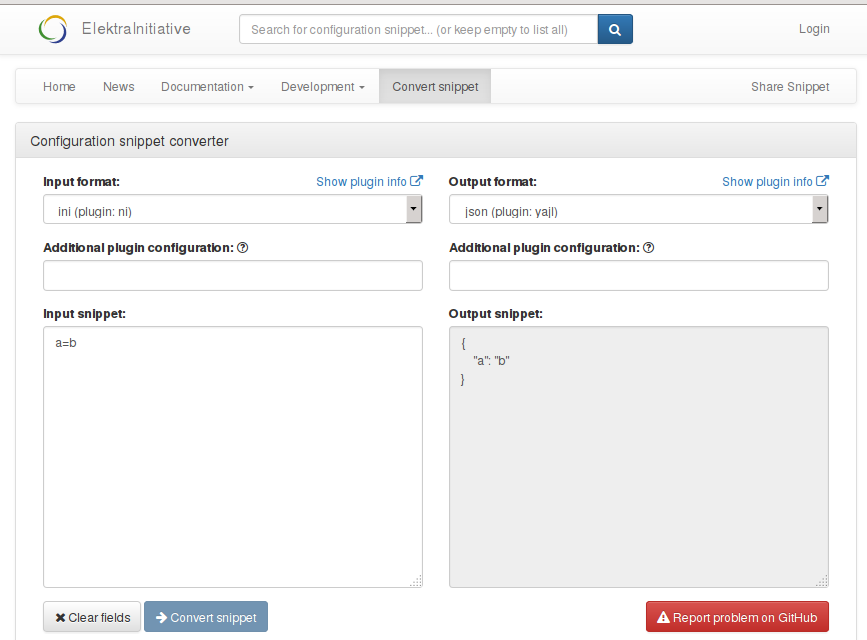 ElektraInitiative
Search for configuration snippet... (or keep empty to list all)
Login
Home News Documentation Development Convert snippet Share Snippet
Configuration snippet converter
Input format: Show plugin info Output format: Show plugin info
ini (plugin: ni) json (plugin: yajl)
Additional plugin configuration: Additional plugin configuration:
Input snippet: Output snippet:
a=b
{
"a": "b"
}
Clear fields Convert snippet Report problem on GitHub